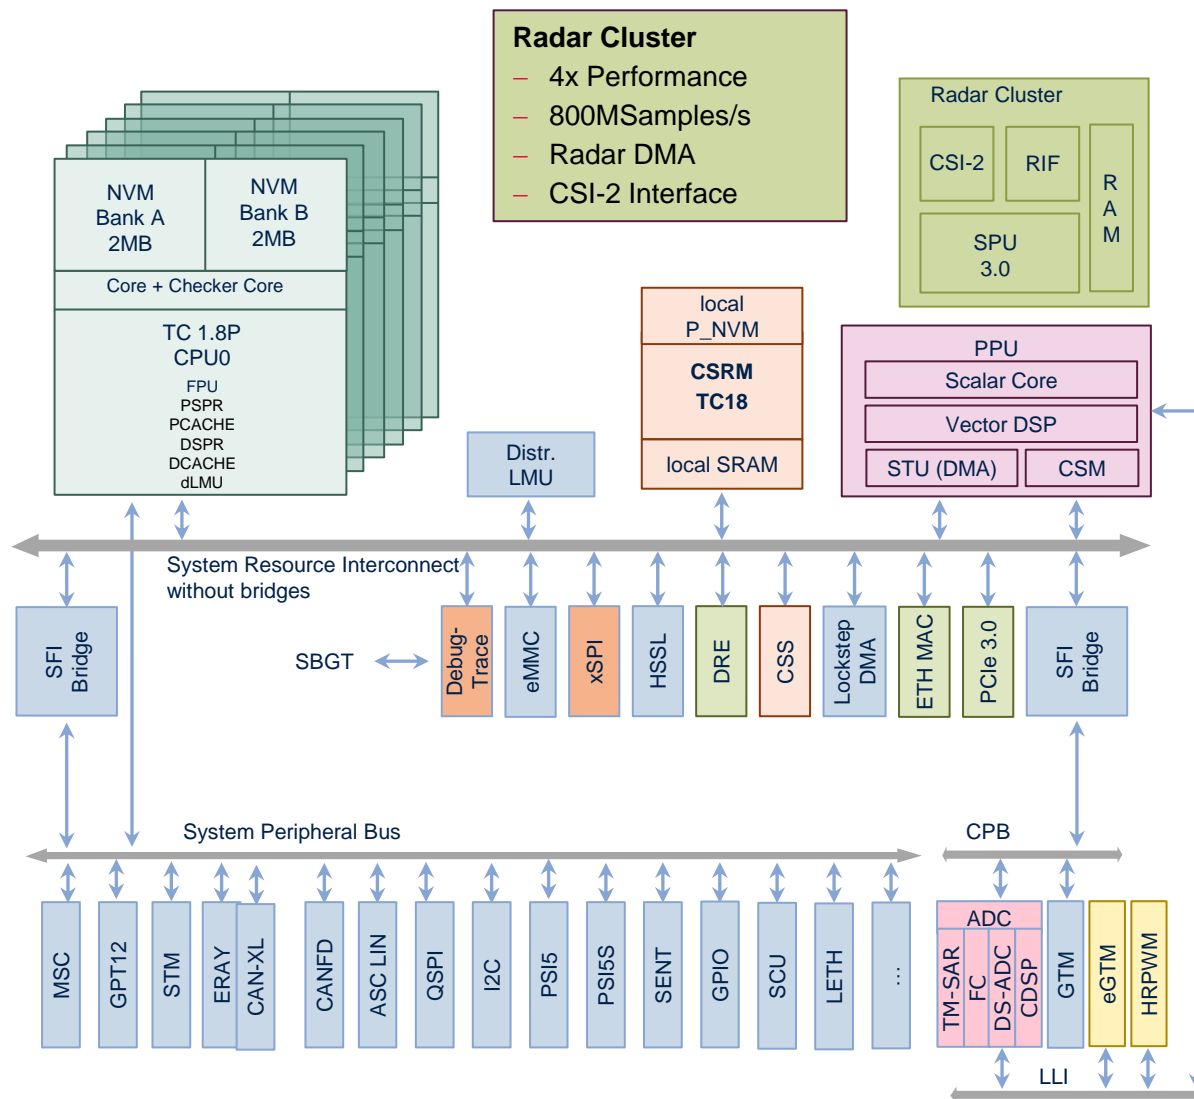 Radar Cluster
– 4x Performance
– 800MSamples/s
– Radar DMA
– CSI-2 Interface
Radar Cluster
CSI-2
RIF
RAM
SPU
3.0
NVM
Bank A
2MB
NVM
Bank B
2MB
Core + Checker Core
TC 1.8P
CPU0
FPU
PSPR
PCACHE
DSPR
DCACHE
dLMU
local
P_NVM
CSRM
TC18
local SRAM
Distr.
LMU
PPU
Scalar Core
Vector DSP
STU (DMA)
CSM
System Resource Interconnect
without bridges
SFI
Bridge
SBGT
Debug-
Trace
eMMC
xSPI
HSSL
DRE
CSS
Lockstep
DMA
ETH MAC
PCIe 3.0
SFI
Bridge
System Peripheral Bus
CPB
MSC
GPT12
STM
ERAY
CAN-XL
CANFD
ASC LIN
QSPI
I2C
PSI5
PSI5S
SENT
GPIO
SCU
LETH
...
ADC
TM-SAR
FC
DS-ADC
CDSP
GTM
eGTM
HRPWM
LLI